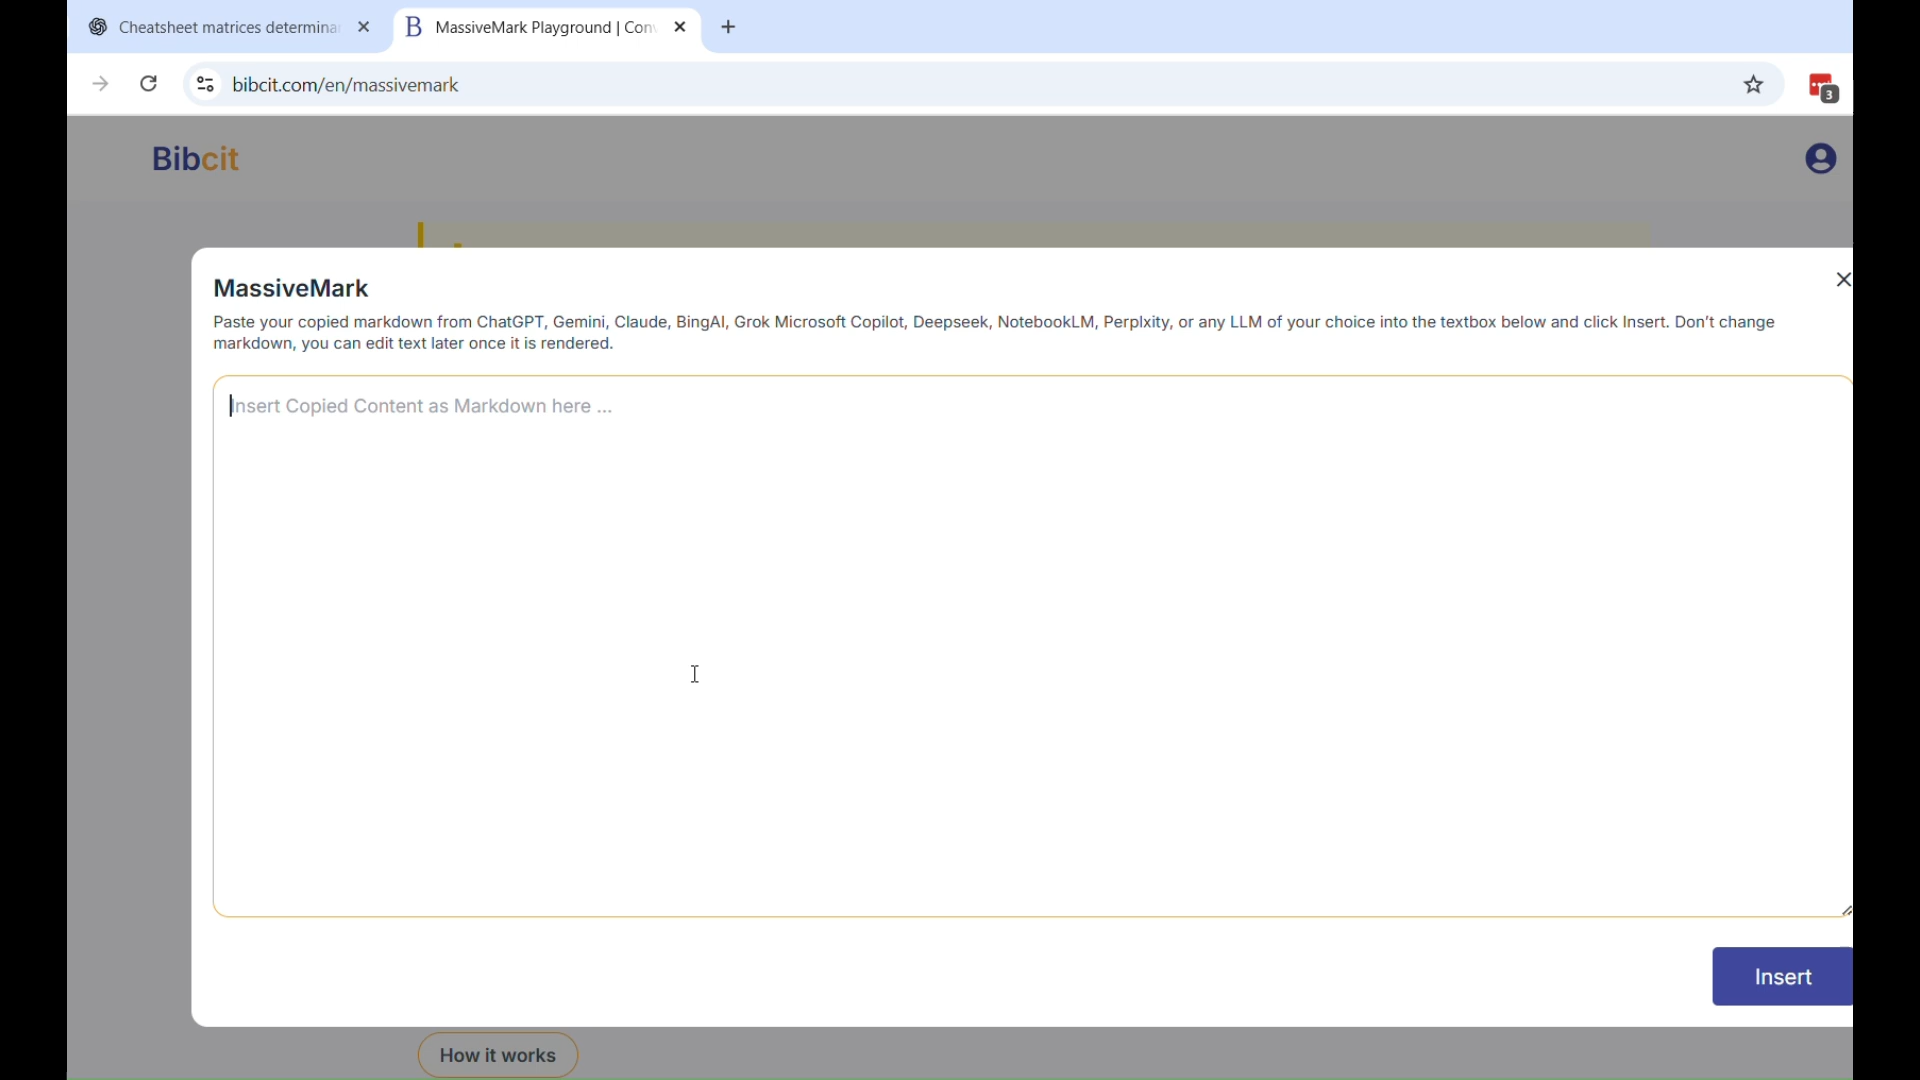 Cheatsheet matrices determina
MassiveMark Playground | Con
bibcit.com/en/massivemark
3
Bibcit
MassiveMark
Paste your copied markdown from ChatGPT, Gemini, Claude, BingAI, Grok Microsoft Copilot, Deepseek, NotebookLM, Perplxity, or any LLM of your choice into the textbox below and click Insert. Don't change
markdown, you can edit text later once it is rendered.
Insert Copied Content as Markdown here ...
Insert
How it works